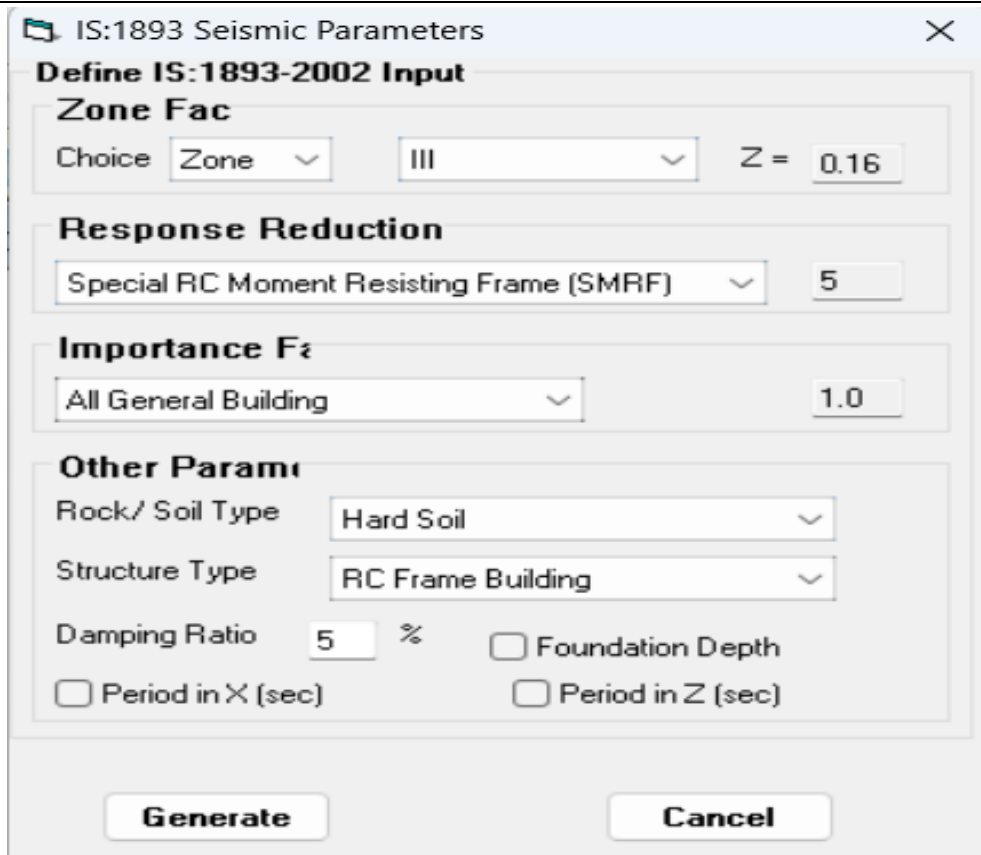 IS:1893 Seismic Parameters
Define IS:1893-2002 Input
Zone Fac
Choice Zone III Z = 0.16
Response Reduction
Special RC Moment Resisting Frame (SMRF) 5
Importance Fa
All General Building 1.0
Other Param
Rock/ Soil Type Hard Soil
Structure Type RC Frame Building
Damping Ratio 5 %
Foundation Depth
Period in X (sec) Period in Z (sec)
Generate Cancel